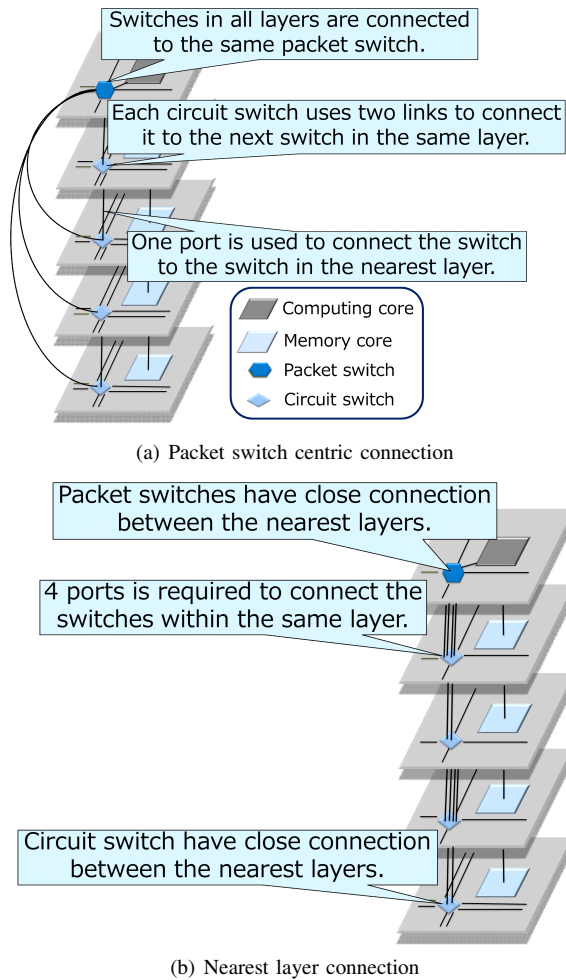 Switches in all layers are connected
to the same packet switch.
Each circuit switch uses two links to connect
it to the next switch in the same layer.
One port is used to connect the switch
to the switch in the nearest layer.
Computing core
Memory core
Packet switch
Circuit switch
(a) Packet switch centric connection
Packet switches have close connection
between the nearest layers.
4 ports is required to connect the
switches within the same layer.
Circuit switch have close connection
between the nearest layers.
(b) Nearest layer connection